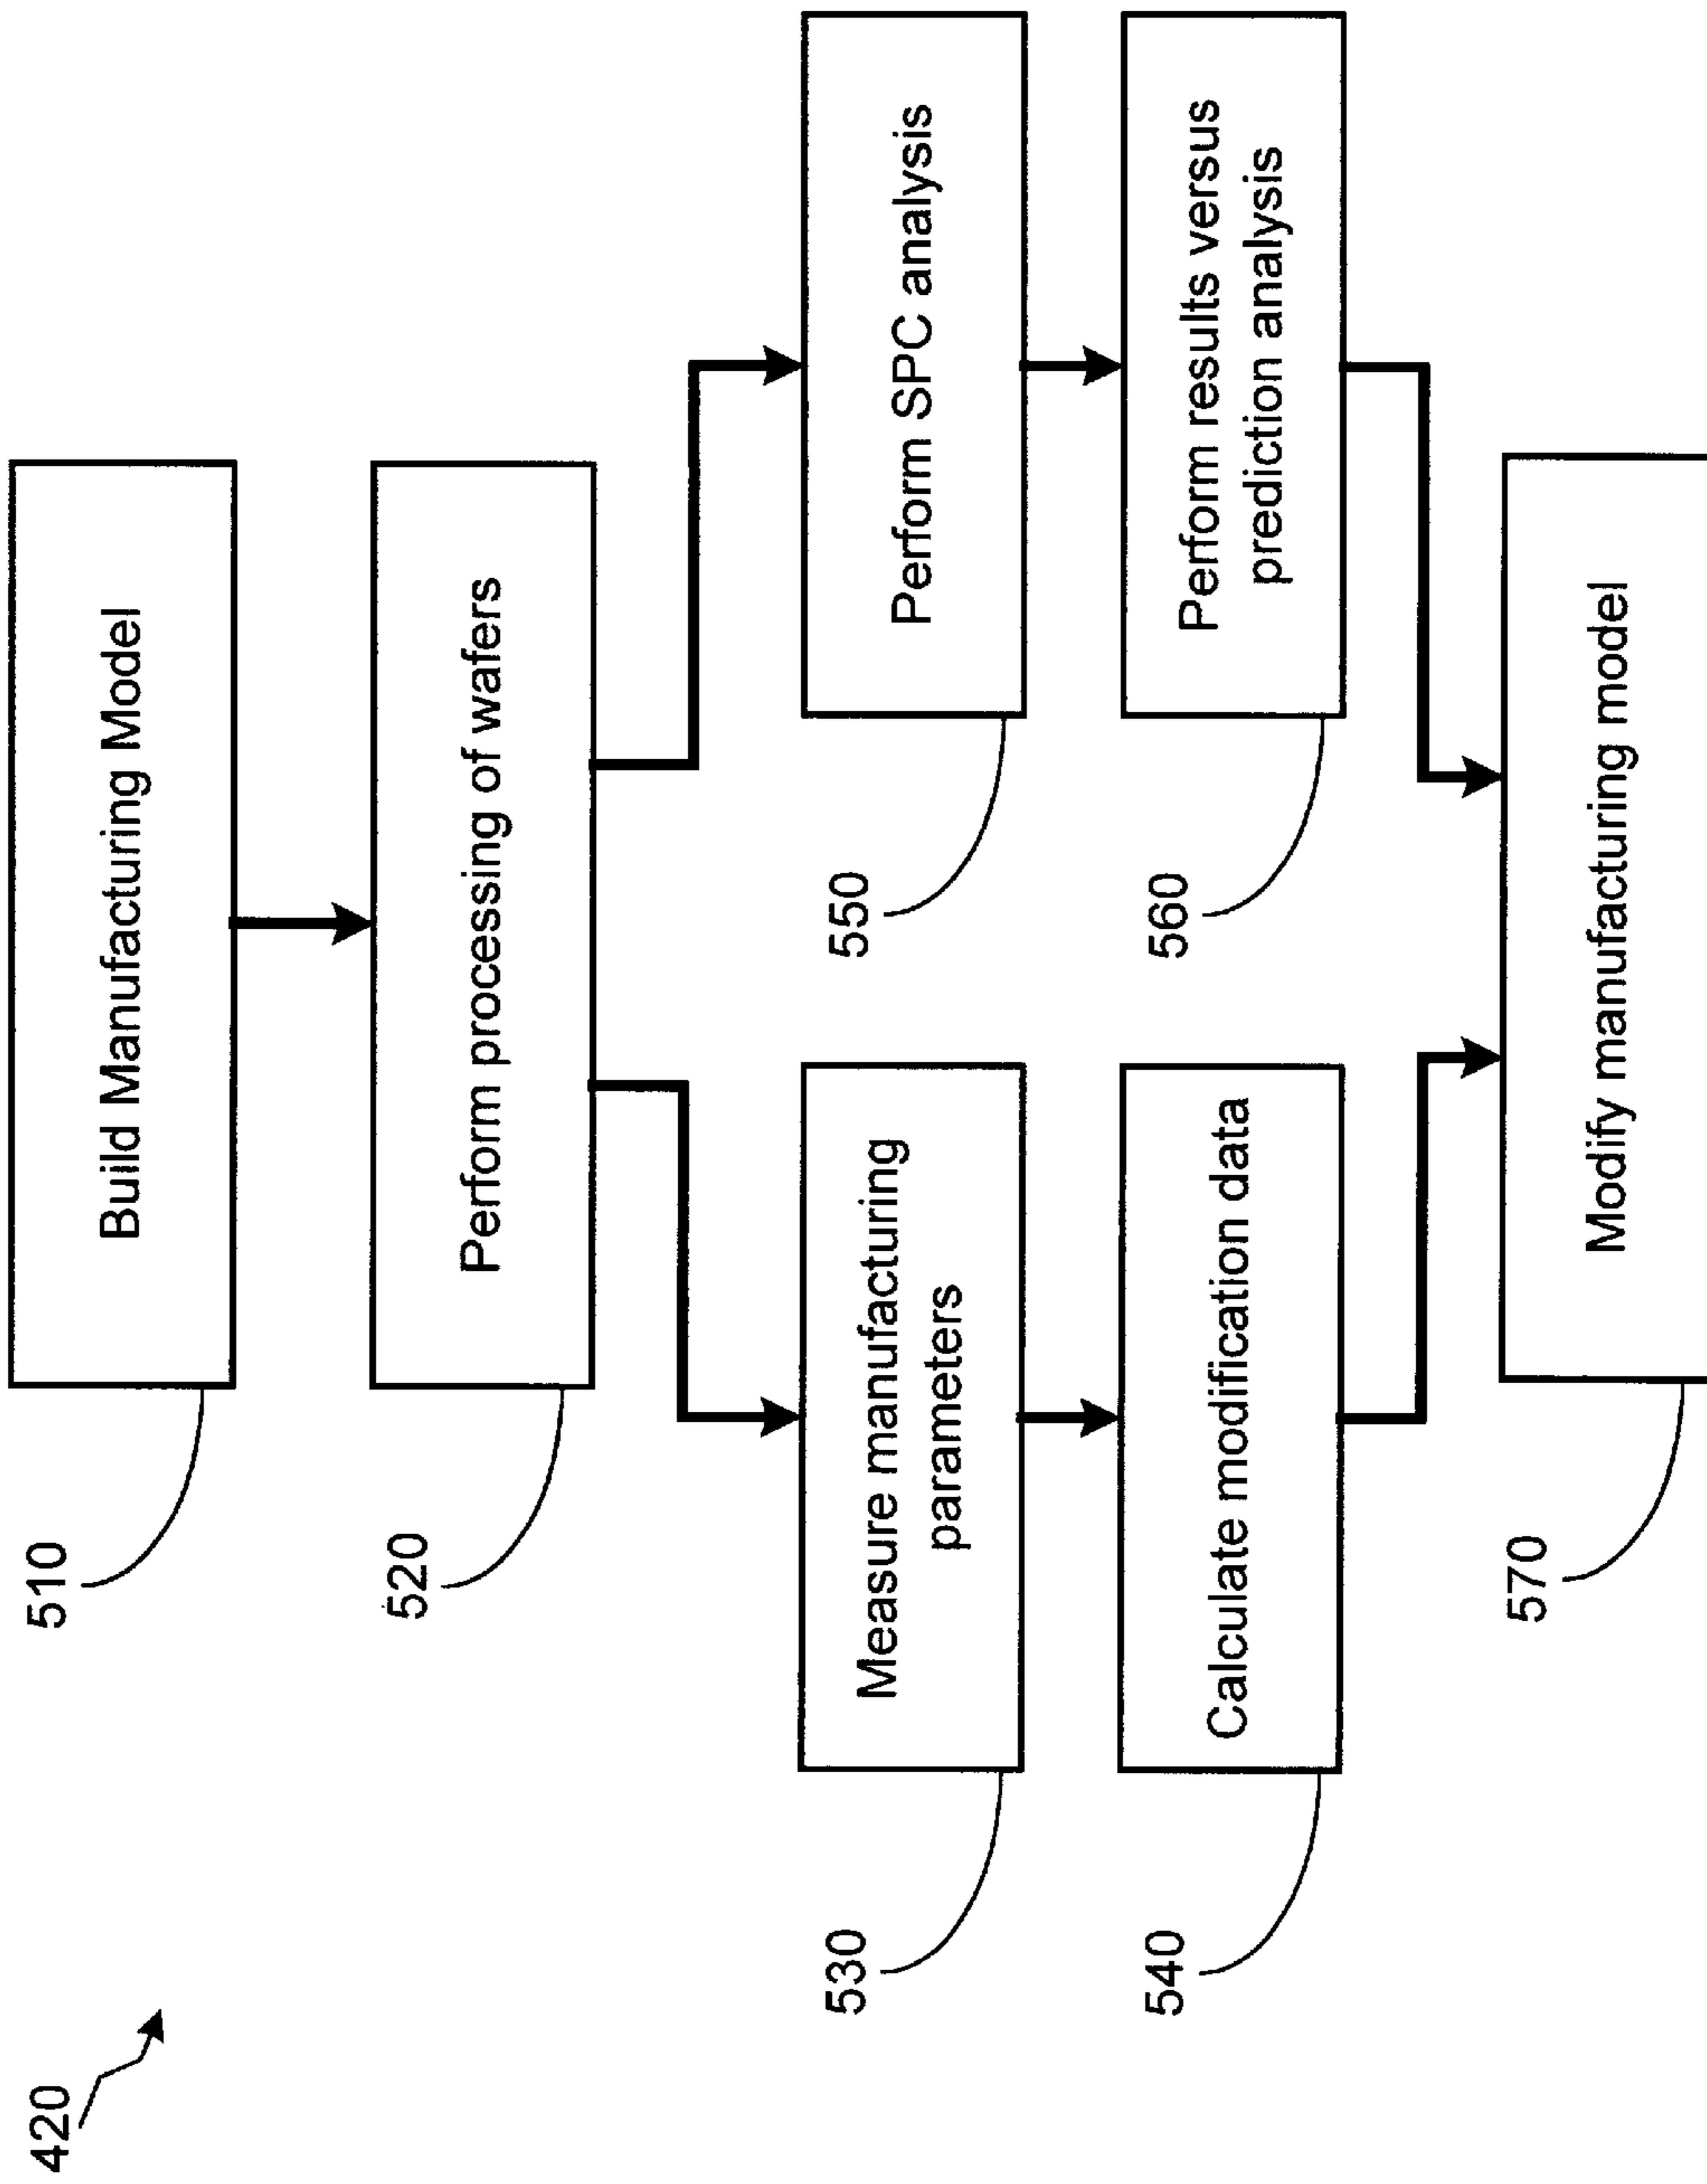 420
510
Build Manufacturing Model
520
Perform processing of wafers
530
Measure manufacturing
parameters
550
Perform SPC analysis
540
Calculate modification data
560
Perform results versus
prediction analysis
570
Modify manufacturing model